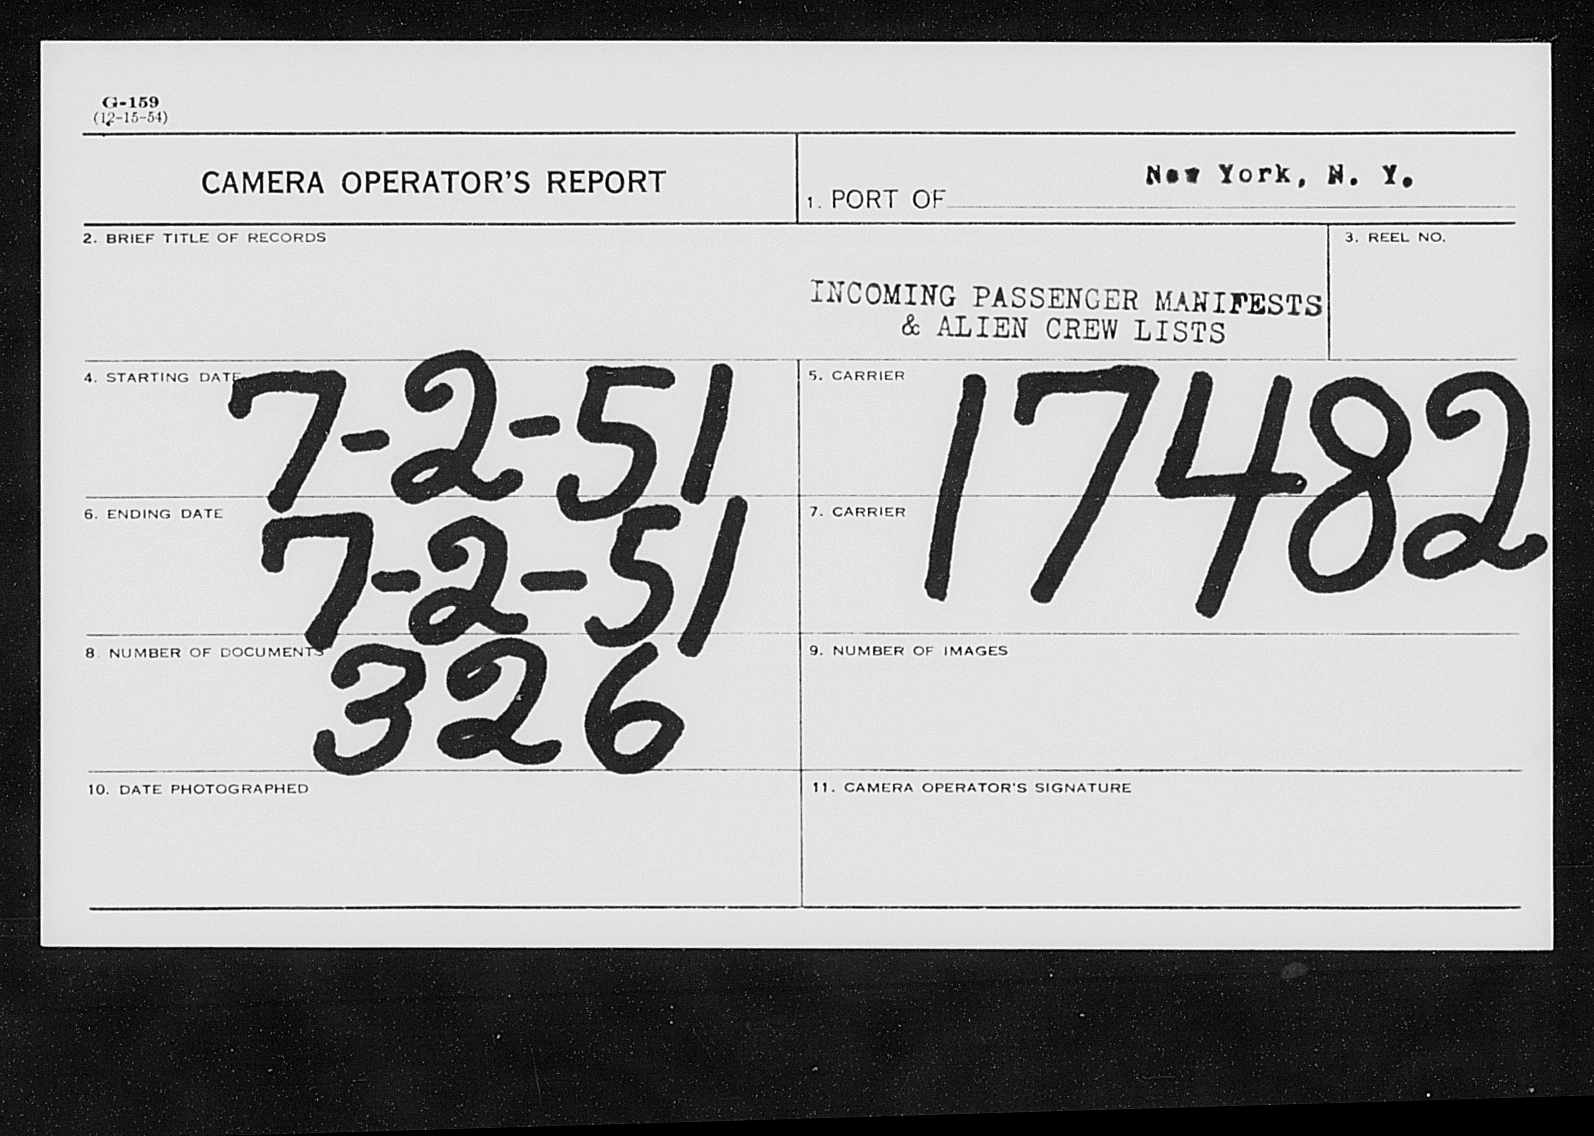 G-159
(12-15-54)
CAMERA OPERATOR'S REPORT
1. PORT OF New York, N. Y.
2. BRIEF TITLE OF RECORDS
3. REEL NO.
INCOMING PASSENGER MANIFESTS
& ALIEN CREW LISTS
4. STARTING DATE
7-2-51
5. CARRIER
17482
6. ENDING DATE
7-2-51
7. CARRIER
8. NUMBER OF DOCUMENTS
326
9. NUMBER OF IMAGES
10. DATE PHOTOGRAPHED
11. CAMERA OPERATOR'S SIGNATURE